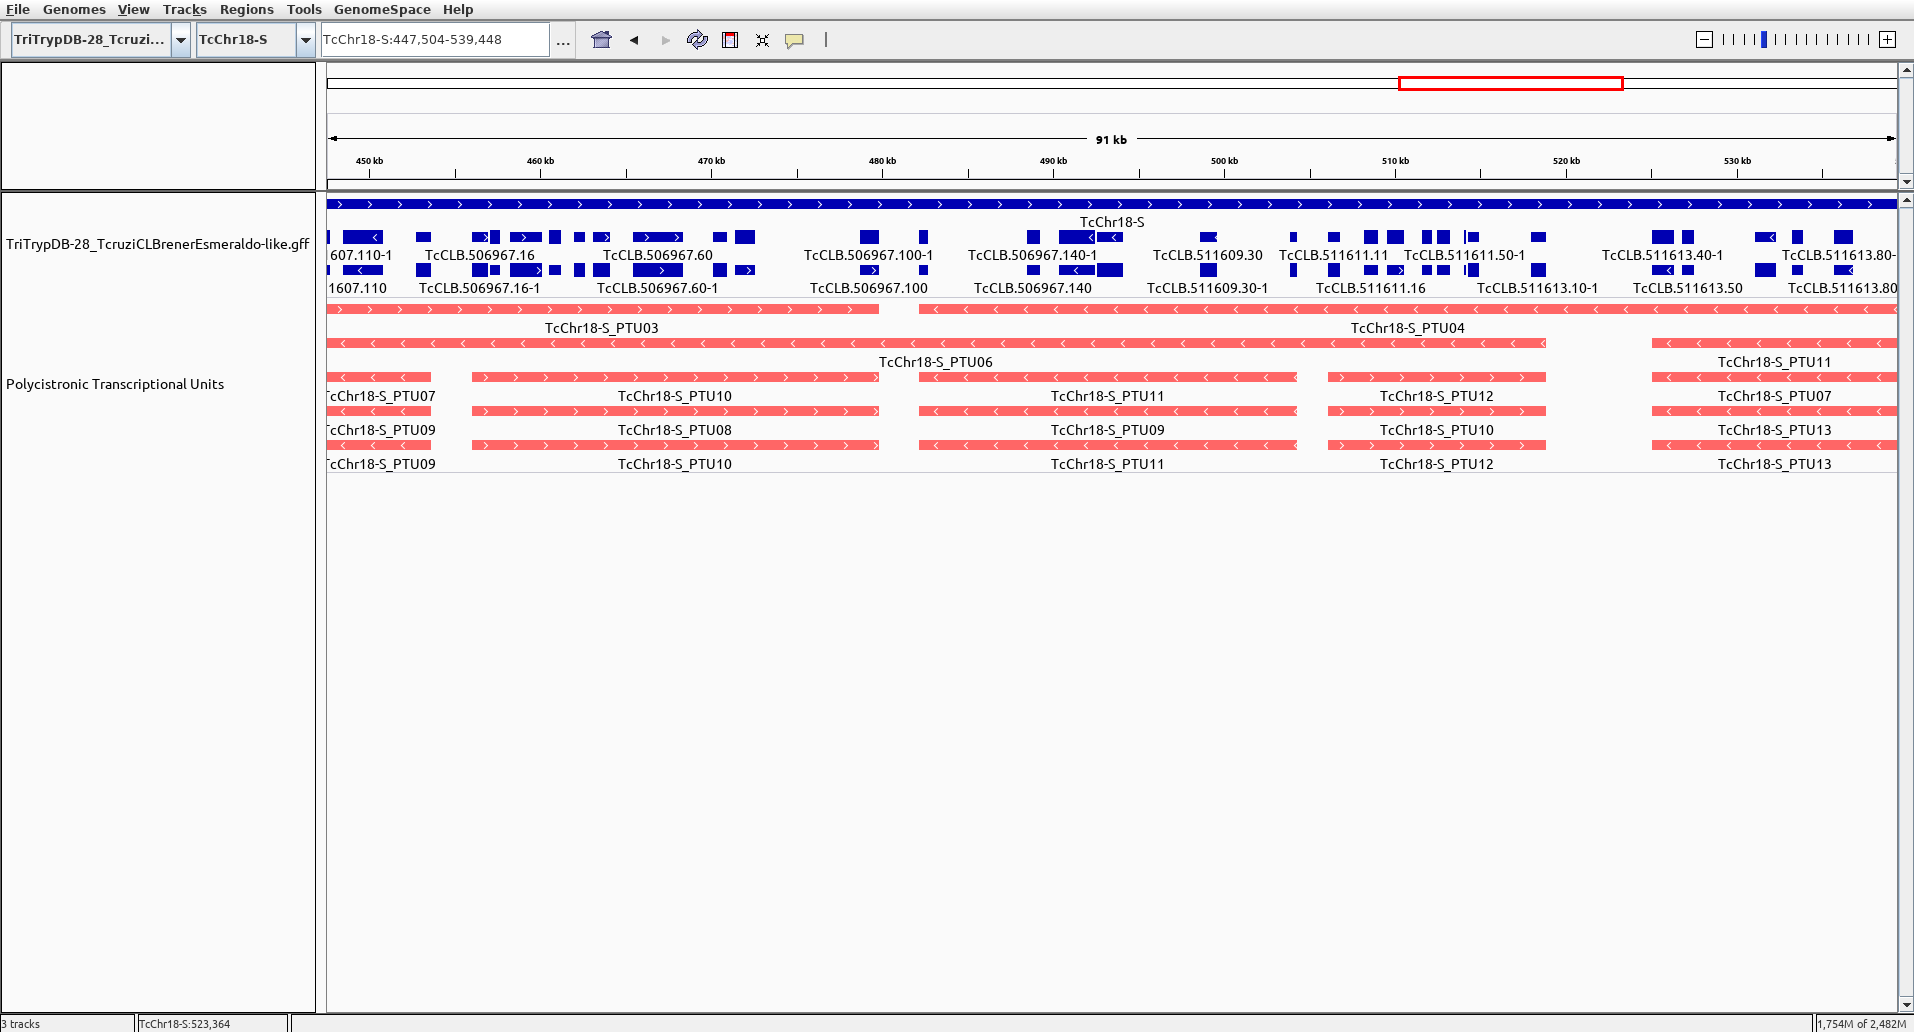 File Genomes View Tracks Regions Tools GenomeSpace Help
TriTrypDB-28_Tcruzi... TcChr18-S TcChr18-S:447,504-539,448 ...
91 kb
450 kb 460 kb 470 kb 480 kb 490 kb 500 kb 510 kb 520 kb 530 kb
TcChr18-S
TriTrypDB-28_TcruziCLBrenerEsmeraldo-like.gff
607.110-1 TcCLB.506967.16 TcCLB.506967.60 TcCLB.506967.100-1 TcCLB.506967.140-1 TcCLB.511609.30 TcCLB.511611.11 TcCLB.511611.50-1 TcCLB.511613.40-1 TcCLB.511613.80-
1607.110 TcCLB.506967.16-1 TcCLB.506967.60-1 TcCLB.506967.100 TcCLB.506967.140 TcCLB.511609.30-1 TcCLB.511611.16 TcCLB.511613.10-1 TcCLB.511613.50 TcCLB.511613.80
TcChr18-S_PTU03 TcChr18-S_PTU04
TcChr18-S_PTU06 TcChr18-S_PTU11
Polycistronic Transcriptional Units
TcChr18-S_PTU07 TcChr18-S_PTU10 TcChr18-S_PTU11 TcChr18-S_PTU12 TcChr18-S_PTU07
TcChr18-S_PTU09 TcChr18-S_PTU08 TcChr18-S_PTU09 TcChr18-S_PTU10 TcChr18-S_PTU13
TcChr18-S_PTU09 TcChr18-S_PTU10 TcChr18-S_PTU11 TcChr18-S_PTU12 TcChr18-S_PTU13
3 tracks TcChr18-S:523,364 1,754M of 2,482M